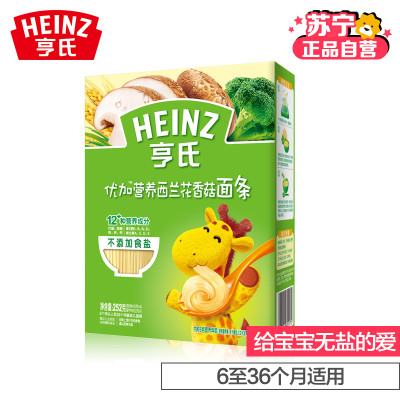 HEINZ
亨氏
苏宁
正品自营
HEINZ
亨氏
优加营养西兰花香菇面条
12种营养成分
不添加食盐
净含量:252克
给宝宝无盐的爱
6至36个月适用